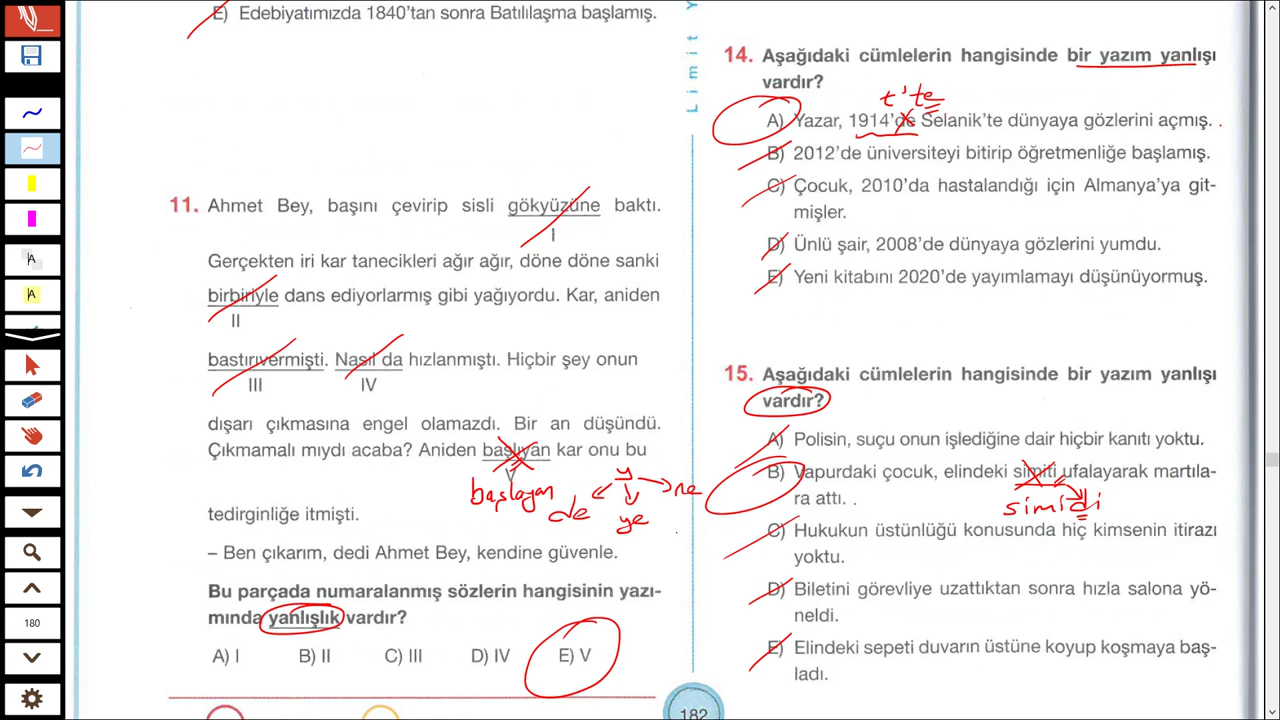 E) Edebiyatımızda 1840’tan sonra Batılılaşma başlamış.
11. Ahmet Bey, başını çevirip sisli gökyüzüne baktı.
I
Gerçekten iri kar tanecikleri ağır ağır, döne döne sanki
birbiriyle dans ediyorlarmış gibi yağıyordu. Kar, aniden
II
bastırıvermişti. Nasıl da hızlanmıştı. Hiçbir şey onun
III IV
dışarı çıkmasına engel olamazdı. Bir an düşündü.
Çıkmamalı mıydı acaba? Aniden başlıyan kar onu bu
V
başlayan
y
de ye ne
tedirginliğe itmişti.
– Ben çıkarım, dedi Ahmet Bey, kendine güvenle.
Bu parçada numaralanmış sözlerin hangisinin yazı-
mında yanlışlık vardır?
A) I B) II C) III D) IV E) V
Limit Y
14. Aşağıdaki cümlelerin hangisinde bir yazım yanlışı
vardır?
t'te
A) Yazar, 1914’de Selanik’te dünyaya gözlerini açmış.
B) 2012’de üniversiteyi bitirip öğretmenliğe başlamış.
C) Çocuk, 2010’da hastalandığı için Almanya’ya git-
mişler.
D) Ünlü şair, 2008’de dünyaya gözlerini yumdu.
E) Yeni kitabını 2020’de yayımlamayı düşünüyormuş.
15. Aşağıdaki cümlelerin hangisinde bir yazım yanlışı
vardır?
A) Polisin, suçu onun işlediğine dair hiçbir kanıtı yoktu.
B) Vapurdaki çocuk, elindeki simiti ufalayarak martıla-
ra attı.
simidi
C) Hukukun üstünlüğü konusunda hiç kimsenin itirazı
yoktu.
D) Biletini görevliye uzattıktan sonra hızla salona yö-
neldi.
E) Elindeki sepeti duvarın üstüne koyup koşmaya baş-
ladı.
182
A
A
180